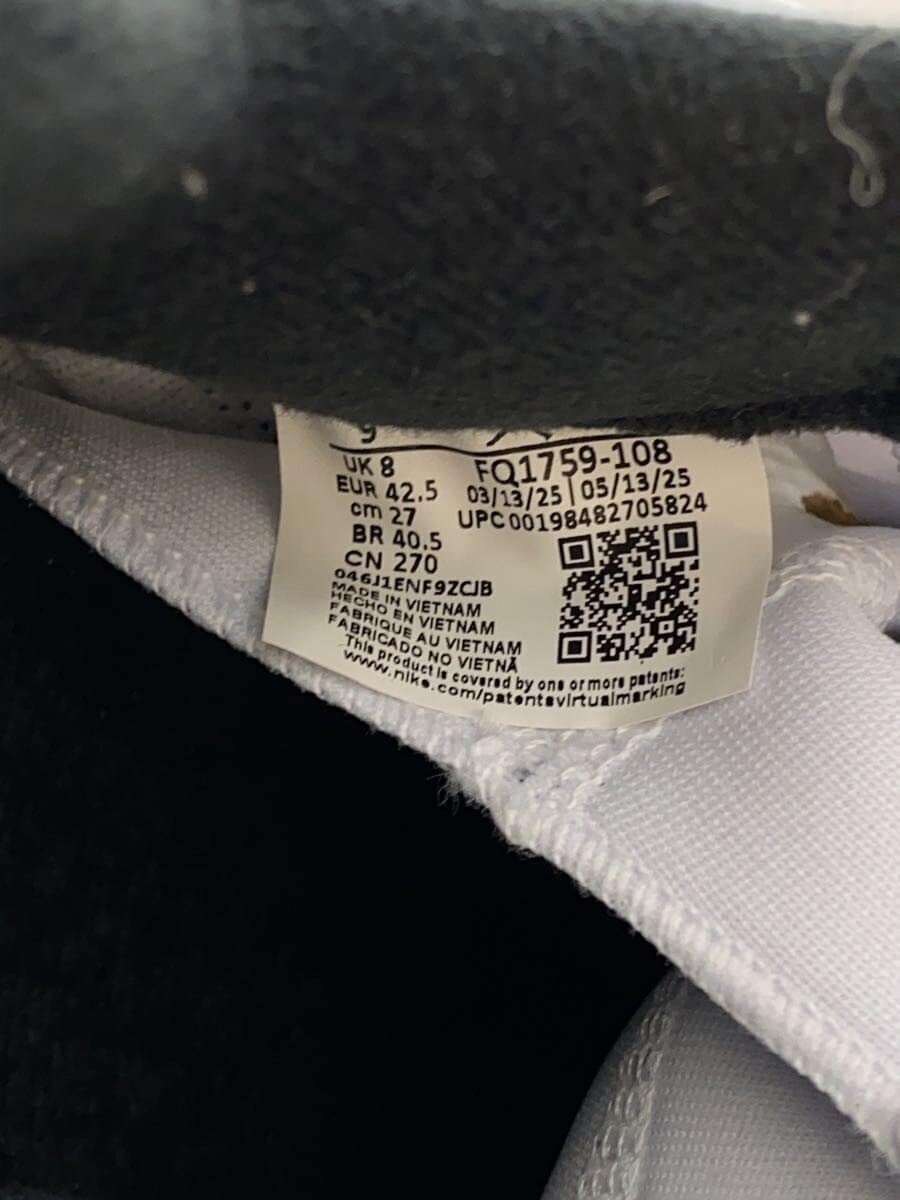 9
UK 8
EUR 42.5
cm 27
BR 40.5
CN 270
FQ1759-108
03/13/25 | 05/13/25
UPC 00198482705824
046J1ENF9ZCJB
MADE IN VIETNAM
HECHO EN VIETNAM
FABRIQUE AU VIETNAM
FABRICADO NO VIETNÃ
This product is covered by one or more patents:
www.nike.com/patentsvirtualmarking